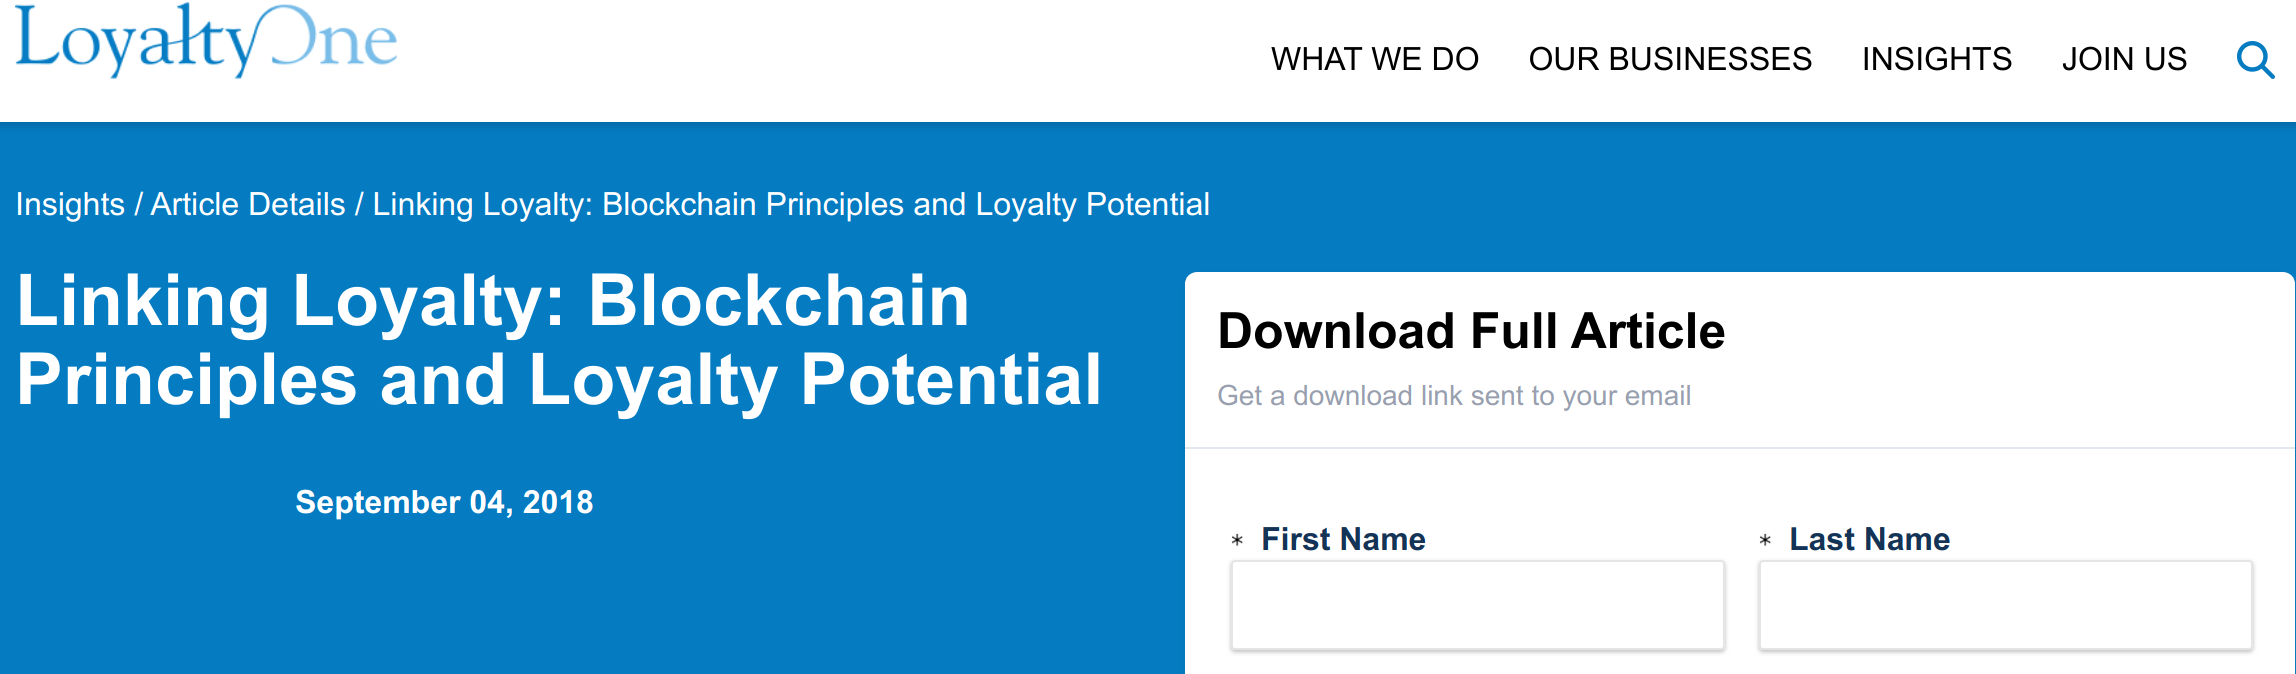 LoyaltyOne
WHAT WE DO OUR BUSINESSES INSIGHTS JOIN US
Insights / Article Details / Linking Loyalty: Blockchain Principles and Loyalty Potential
Linking Loyalty: Blockchain
Principles and Loyalty Potential
September 04, 2018
Download Full Article
Get a download link sent to your email
* First Name
* Last Name